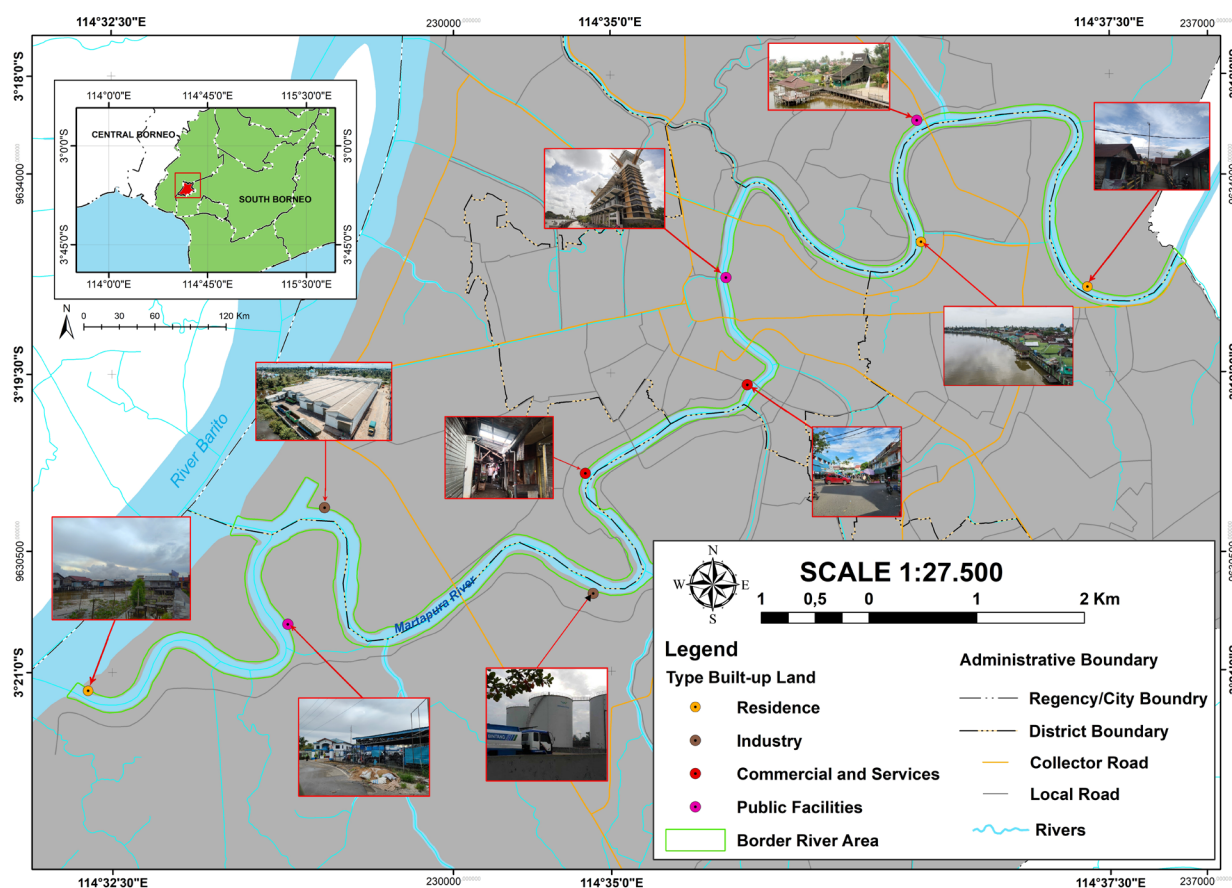 114°32'30"E
230000
114°35'0"E
114°37'30"E
237000
3°18'0"S
9634000
3°19'30"S
9630500
3°21'0"S
114°0'0"E
114°45'0"E
115°30'0"E
3°0'0"S
3°0'0"S
CENTRAL BORNEO
SOUTH BORNEO
3°45'0"S
3°45'0"S
114°0'0"E
114°45'0"E
115°30'0"E
N
0 30 60 120 Km
River Barito
Martapura River
N
W E
S
SCALE 1:27.500
1 0,5 0 1 2 Km
Legend
Type Built-up Land
Residence
Industry
Commercial and Services
Public Facilities
Border River Area
Administrative Boundary
Regency/City Boundry
District Boundary
Collector Road
Local Road
Rivers
114°32'30"E
230000
114°35'0"E
114°37'30"E
237000